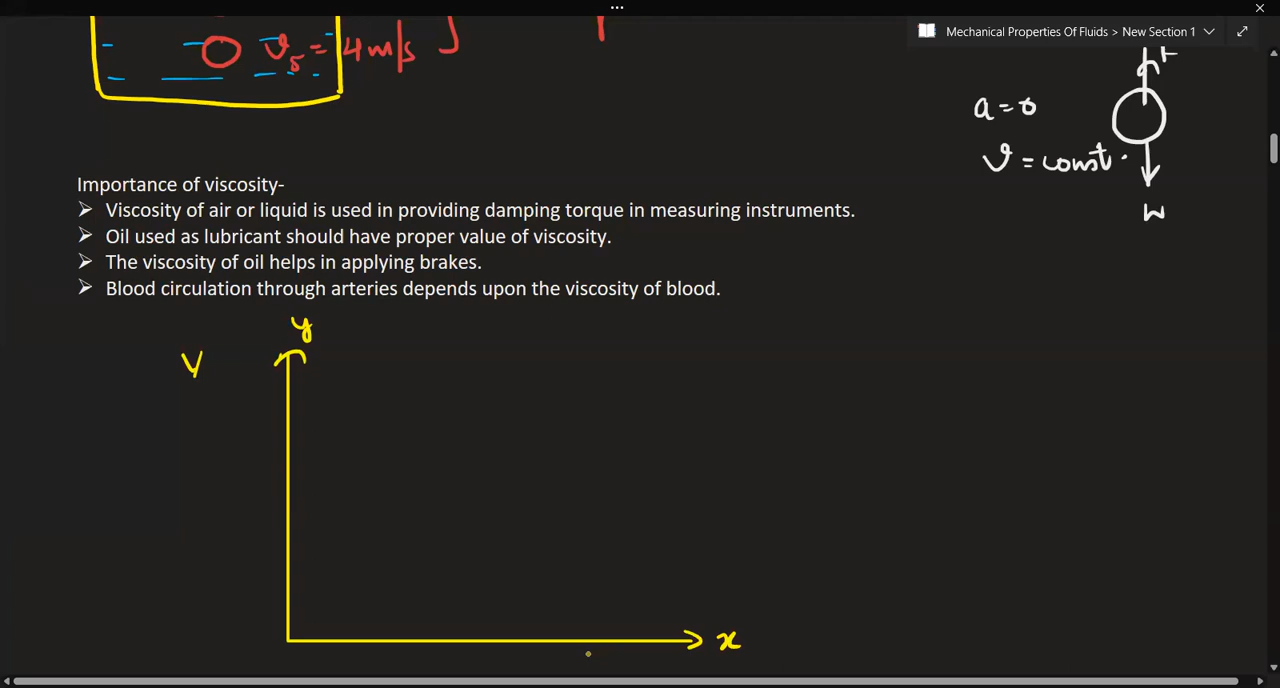 Mechanical Properties Of Fluids > New Section 1
v₅ = 4m/s
a = 0
v = const.
W
Importance of viscosity-
➢ Viscosity of air or liquid is used in providing damping torque in measuring instruments.
➢ Oil used as lubricant should have proper value of viscosity.
➢ The viscosity of oil helps in applying brakes.
➢ Blood circulation through arteries depends upon the viscosity of blood.
y
V
x